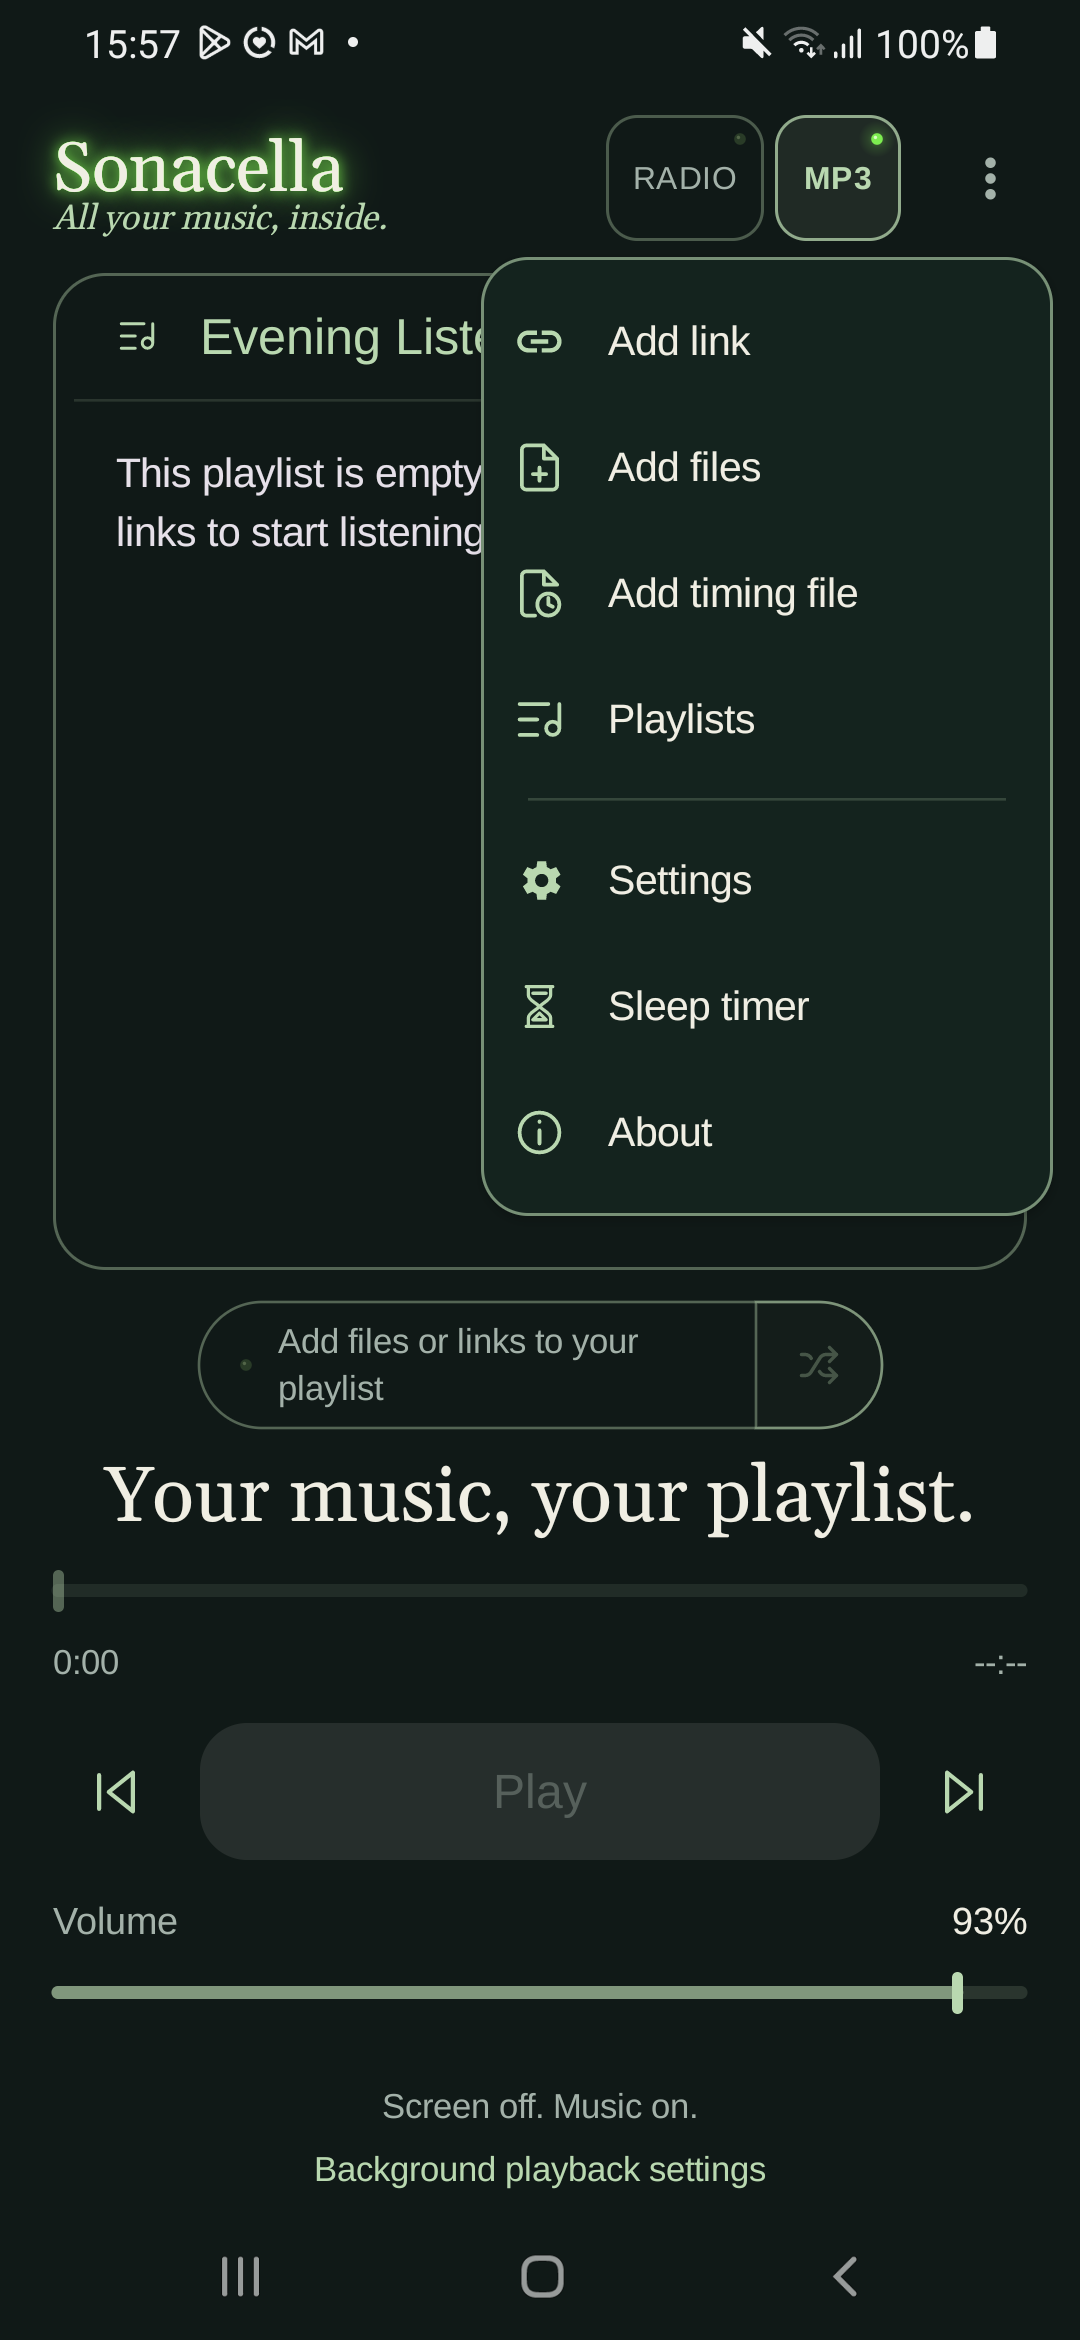 15:57
100%
Sonacella
All your music, inside.
RADIO
MP3
Evening
This playlist is empty
links to start listening
Add link
Add files
Add timing file
Playlists
Settings
Sleep timer
About
Add files or links to your
playlist
Your music, your playlist.
0:00
--:--
Play
Volume
93%
Screen off. Music on.
Background playback settings